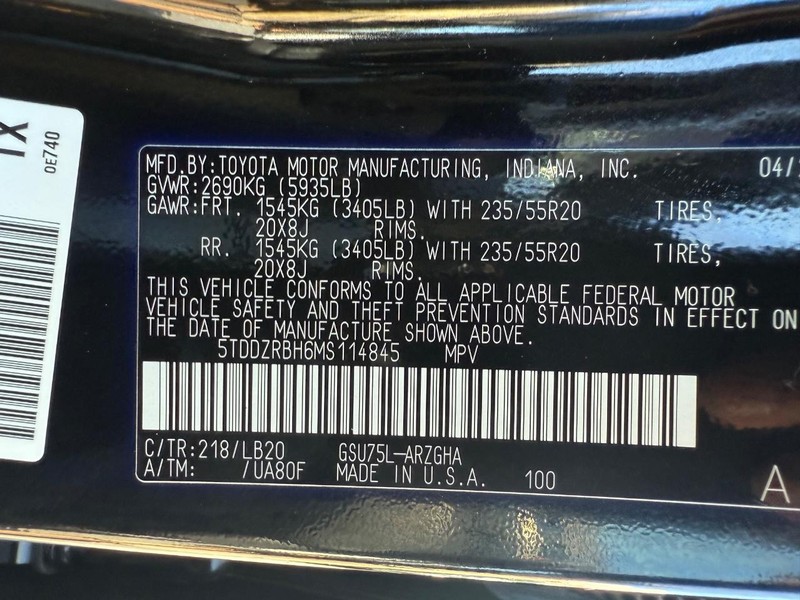 TX
0E740
MFD.BY:TOYOTA MOTOR MANUFACTURING, INDIANA, INC. 04/
GVWR:2690KG (5935LB)
GAWR:FRT. 1545KG (3405LB) WITH 235/55R20 TIRES,
20X8J RIMS.
RR. 1545KG (3405LB) WITH 235/55R20 TIRES,
20X8J RIMS.
THIS VEHICLE CONFORMS TO ALL APPLICABLE FEDERAL MOTOR
VEHICLE SAFETY AND THEFT PREVENTION STANDARDS IN EFFECT ON
THE DATE OF MANUFACTURE SHOWN ABOVE.
5TDDZRBH6MS114845 MPV
C/TR:218/LB20 GSU75L-ARZGHA
A/TM: /UA80F MADE IN U.S.A. 100
A